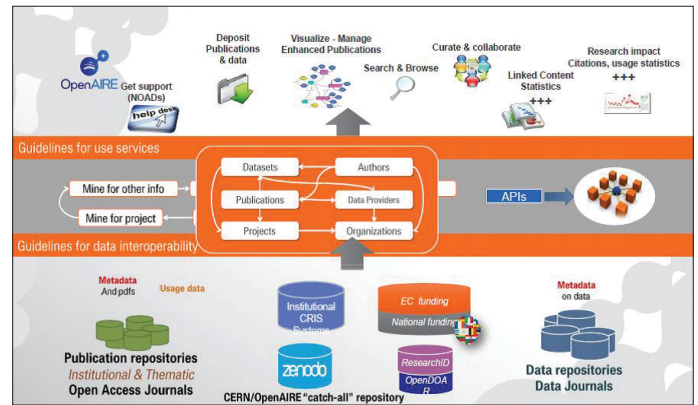 OpenAIRE
Get support
(NOADs)
help desk
Deposit
Publications
& data
Visualize - Manage
Enhanced Publications
Search & Browse
Curate & collaborate
Linked Content
Statistics
+++
Research impact
Citations, usage statistics
+++
Guidelines for use services
Mine for other info
Mine for project
Datasets
Authors
Publications
Data Providers
Projects
Organizations
APIs
Guidelines for data interoperability
Metadata
And pdfs
Usage data
Publication repositories
Institutional & Thematic
Open Access Journals
Institutional
CRIS
Systems
EC funding
National funding
zenodo
ResearchID
OpenDOA
R
CERN/OpenAIRE "catch-all" repository
Metadata
on data
Data repositories
Data Journals